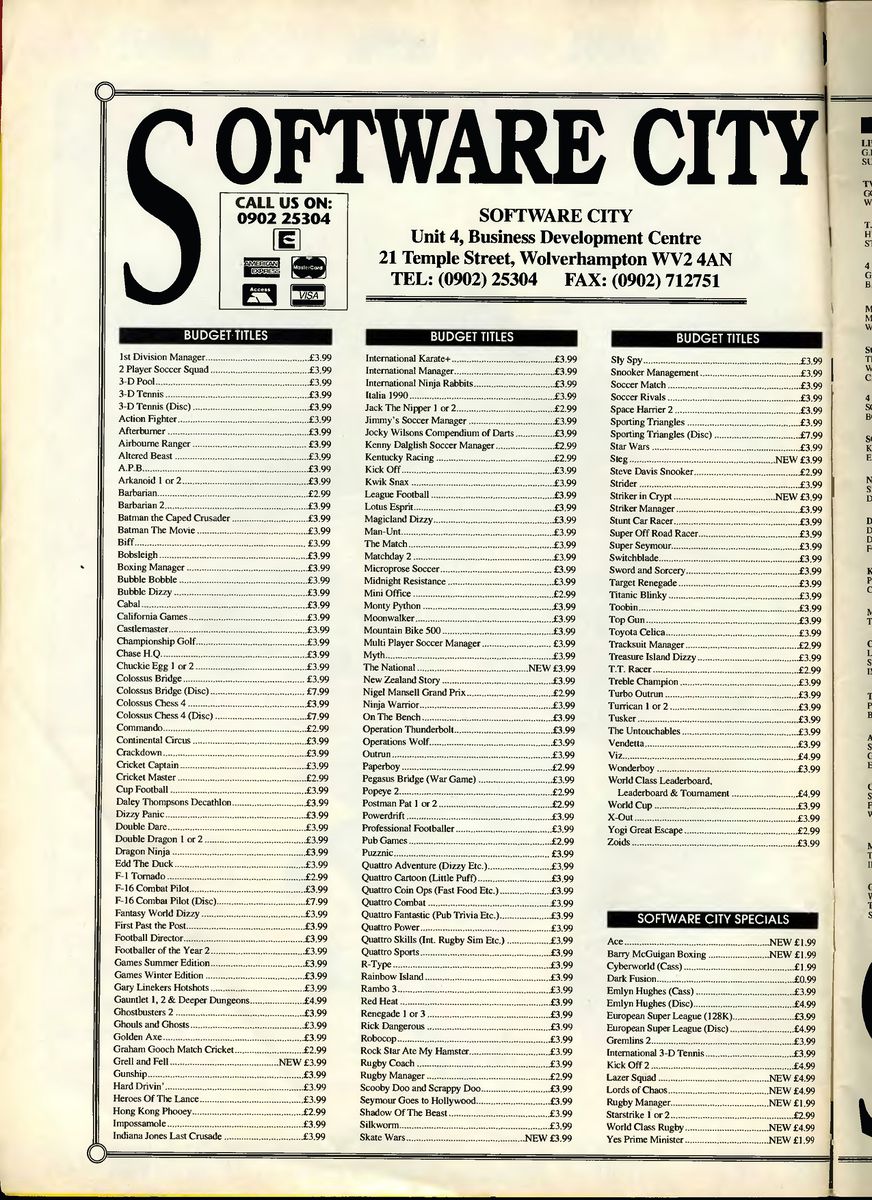 SOFTWARE CITY
CALL US ON:
0902 25304
AMERICAN EXPRESS
MasterCard
Access
VISA
SOFTWARE CITY
Unit 4, Business Development Centre
21 Temple Street, Wolverhampton WV2 4AN
TEL: (0902) 25304 FAX: (0902) 712751
BUDGET TITLES
1st Division Manager £3.99
2 Player Soccer Squad £3.99
3-D Pool £3.99
3-D Tennis £3.99
3-D Tennis (Disc) £3.99
Action Fighter £3.99
Afterburner £3.99
Airbourne Ranger £3.99
Altered Beast £3.99
A.P.B. £3.99
Arkanoid 1 or 2 £3.99
Barbarian £2.99
Barbarian 2 £3.99
Batman the Caped Crusader £3.99
Batman The Movie £3.99
Biff £3.99
Bobsleigh £3.99
Boxing Manager £3.99
Bubble Bobble £3.99
Bubble Dizzy £3.99
Cabal £3.99
California Games £3.99
Castlemaster £3.99
Championship Golf £3.99
Chase H.Q. £3.99
Chuckie Egg 1 or 2 £3.99
Colossus Bridge £3.99
Colossus Bridge (Disc) £7.99
Colossus Chess 4 £3.99
Colossus Chess 4 (Disc) £7.99
Commando £2.99
Continental Circus £3.99
Crackdown £3.99
Cricket Captain £3.99
Cricket Master £2.99
Cup Football £3.99
Daley Thompsons Decathlon £3.99
Dizzy Panic £3.99
Double Dare £3.99
Double Dragon 1 or 2 £3.99
Dragon Ninja £3.99
Edd The Duck £3.99
F-1 Tornado £2.99
F-16 Combat Pilot £3.99
F-16 Combat Pilot (Disc) £7.99
Fantasy World Dizzy £3.99
First Past the Post £3.99
Football Director £3.99
Footballer of the Year 2 £3.99
Games Summer Edition £3.99
Games Winter Edition £3.99
Gary Linekers Hotshots £3.99
Gauntlet 1, 2 & Deeper Dungeons £4.99
Ghostbusters 2 £3.99
Ghouls and Ghosts £3.99
Golden Axe £3.99
Graham Gooch Match Cricket £2.99
Grell and Fell NEW £3.99
Gunship £3.99
Hard Drivin' £3.99
Heroes Of The Lance £3.99
Hong Kong Phooey £2.99
Impossamole £3.99
Indiana Jones Last Crusade £3.99
BUDGET TITLES
International Karate+ £3.99
International Manager £3.99
International Ninja Rabbits £3.99
Italia 1990 £3.99
Jack The Nipper 1 or 2 £2.99
Jimmy's Soccer Manager £3.99
Jocky Wilsons Compendium of Darts £3.99
Kenny Dalglish Soccer Manager £2.99
Kentucky Racing £2.99
Kick Off £3.99
Kwik Snax £3.99
League Football £3.99
Lotus Esprit £3.99
Magicland Dizzy £3.99
Man-Unt £3.99
The Match £3.99
Matchday 2 £3.99
Microprose Soccer £3.99
Midnight Resistance £3.99
Mini Office £2.99
Monty Python £3.99
Moonwalker £3.99
Mountain Bike 500 £3.99
Multi Player Soccer Manager £3.99
Myth £3.99
The National NEW £3.99
New Zealand Story £3.99
Nigel Mansell Grand Prix £2.99
Ninja Warrior £3.99
On The Bench £3.99
Operation Thunderbolt £3.99
Operations Wolf £3.99
Outrun £3.99
Paperboy £2.99
Pegasus Bridge (War Game) £3.99
Popeye 2 £2.99
Postman Pat 1 or 2 £2.99
Powerdrift £3.99
Professional Footballer £3.99
Pub Games £2.99
Puzznic £3.99
Quattro Adventure (Dizzy Etc.) £3.99
Quattro Cartoon (Little Puff) £3.99
Quattro Coin Ops (Fast Food Etc.) £3.99
Quattro Combat £3.99
Quattro Fantastic (Pub Trivia Etc.) £3.99
Quattro Power £3.99
Quattro Skills (Int. Rugby Sim Etc.) £3.99
Quattro Sports £3.99
R-Type £3.99
Rainbow Island £3.99
Rambo 3 £3.99
Red Heat £3.99
Renegade 1 or 3 £3.99
Rick Dangerous £3.99
Robocop £3.99
Rock Star Ate My Hamster £3.99
Rugby Coach £3.99
Rugby Manager £2.99
Scooby Doo and Scrappy Doo £3.99
Seymour Goes to Hollywood £3.99
Shadow Of The Beast £3.99
Silkworm £3.99
Skate Wars NEW £3.99
BUDGET TITLES
Sly Spy £3.99
Snooker Management £3.99
Soccer Match £3.99
Soccer Rivals £3.99
Space Harrier 2 £3.99
Sporting Triangles £3.99
Sporting Triangles (Disc) £7.99
Star Wars £3.99
Steg NEW £3.99
Steve Davis Snooker £2.99
Strider £3.99
Striker in Crypt NEW £3.99
Striker Manager £3.99
Stunt Car Racer £3.99
Super Off Road Racer £3.99
Super Seymour £3.99
Switchblade £3.99
Sword and Sorcery £3.99
Target Renegade £3.99
Titanic Blinky £3.99
Toobin £3.99
Top Gun £3.99
Toyota Celica £3.99
Tracksuit Manager £2.99
Treasure Island Dizzy £3.99
T.T. Racer £2.99
Treble Champion £3.99
Turbo Outrun £3.99
Turrican 1 or 2 £3.99
Tusker £3.99
The Untouchables £3.99
Vendetta £3.99
Viz £4.99
Wonderboy £3.99
World Class Leaderboard,
Leaderboard & Tournament £4.99
World Cup £3.99
X-Out £3.99
Yogi Great Escape £2.99
Zoids £3.99
SOFTWARE CITY SPECIALS
Ace NEW £1.99
Barry McGuigan Boxing NEW £1.99
Cyberworld (Cass) £1.99
Dark Fusion £0.99
Emlyn Hughes (Cass) £3.99
Emlyn Hughes (Disc) £4.99
European Super League (128K) £3.99
European Super League (Disc) £4.99
Gremlins 2 £3.99
International 3-D Tennis £3.99
Kick Off 2 £4.99
Lazer Squad NEW £4.99
Lords of Chaos NEW £4.99
Rugby Manager NEW £1.99
Starstrike 1 or 2 £2.99
World Class Rugby NEW £4.99
Yes Prime Minister NEW £1.99